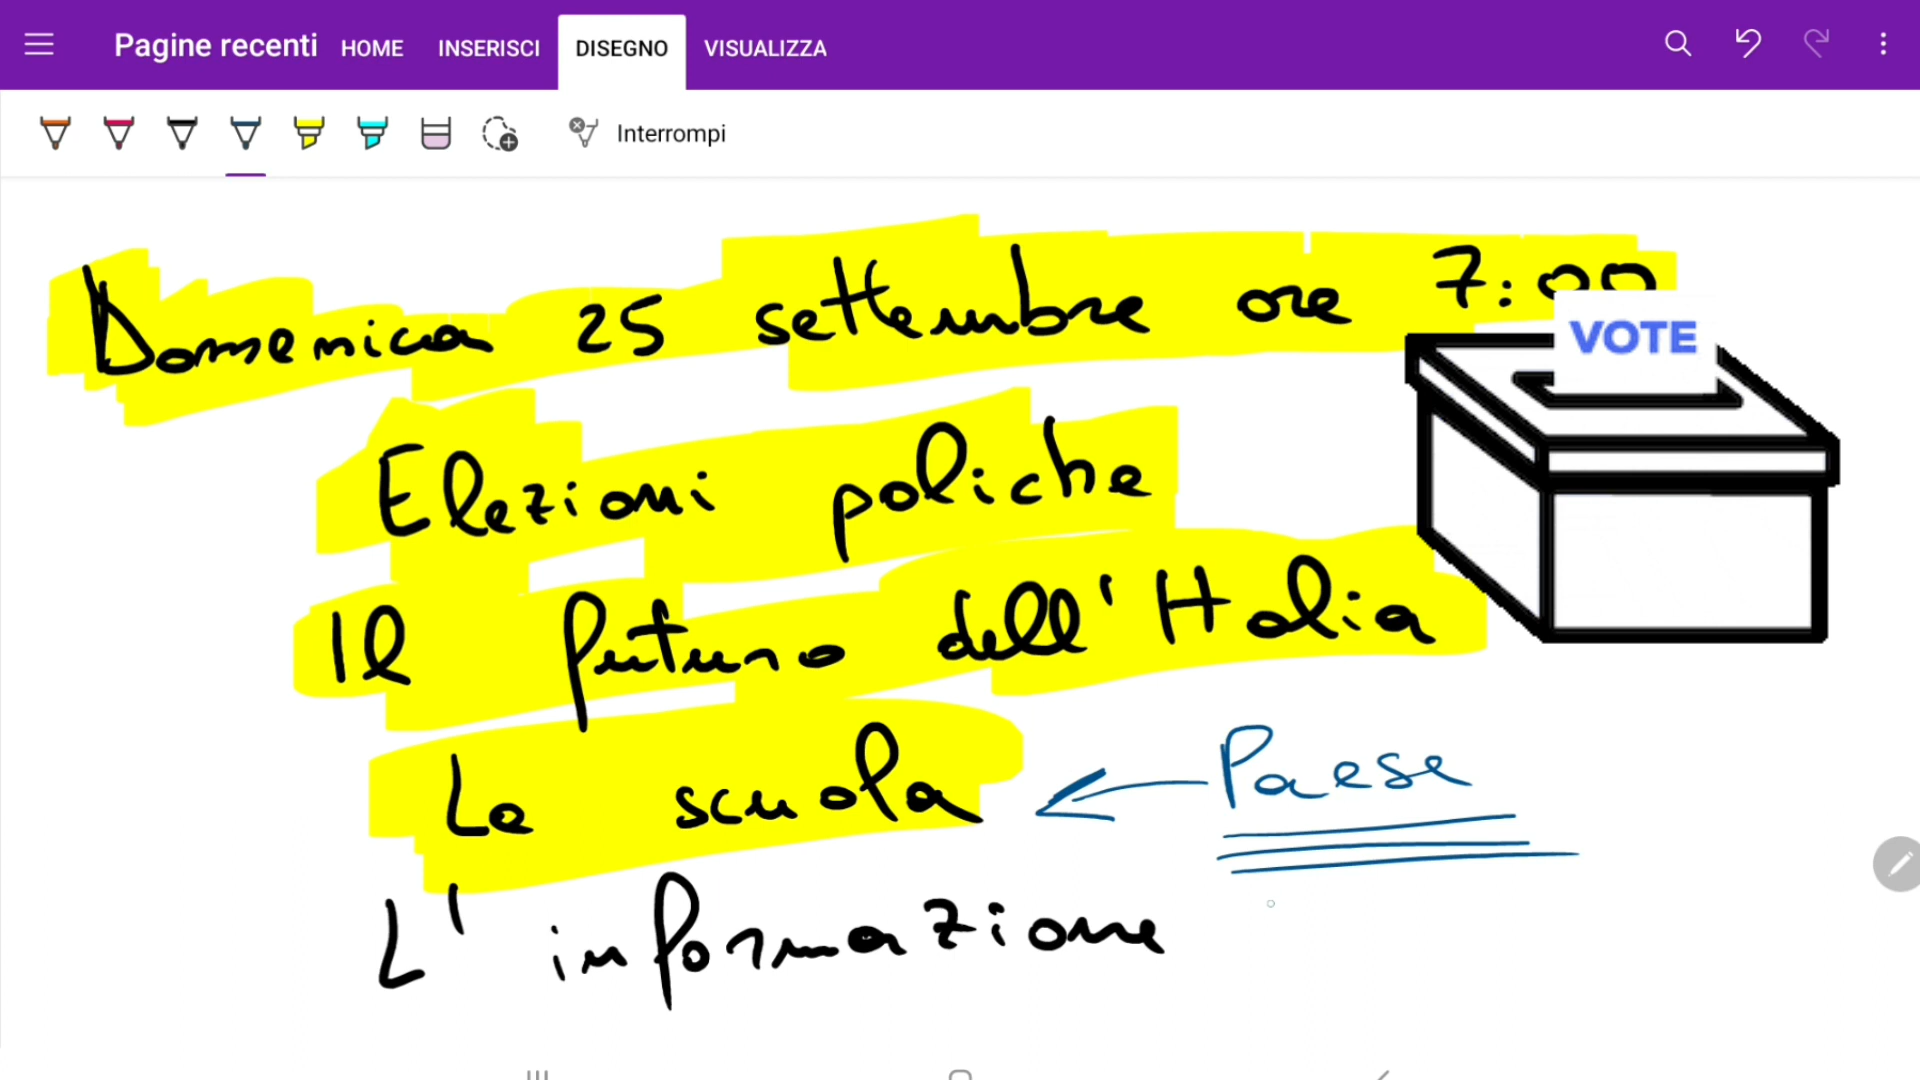 Pagine recenti HOME INSERISCI DISEGNO VISUALIZZA
Interrompi
Domenica 25 settembre ore 7:00
VOTE
Elezioni poliche
Il futuro dell'Italia
La scuola ← Paese
L'informazione